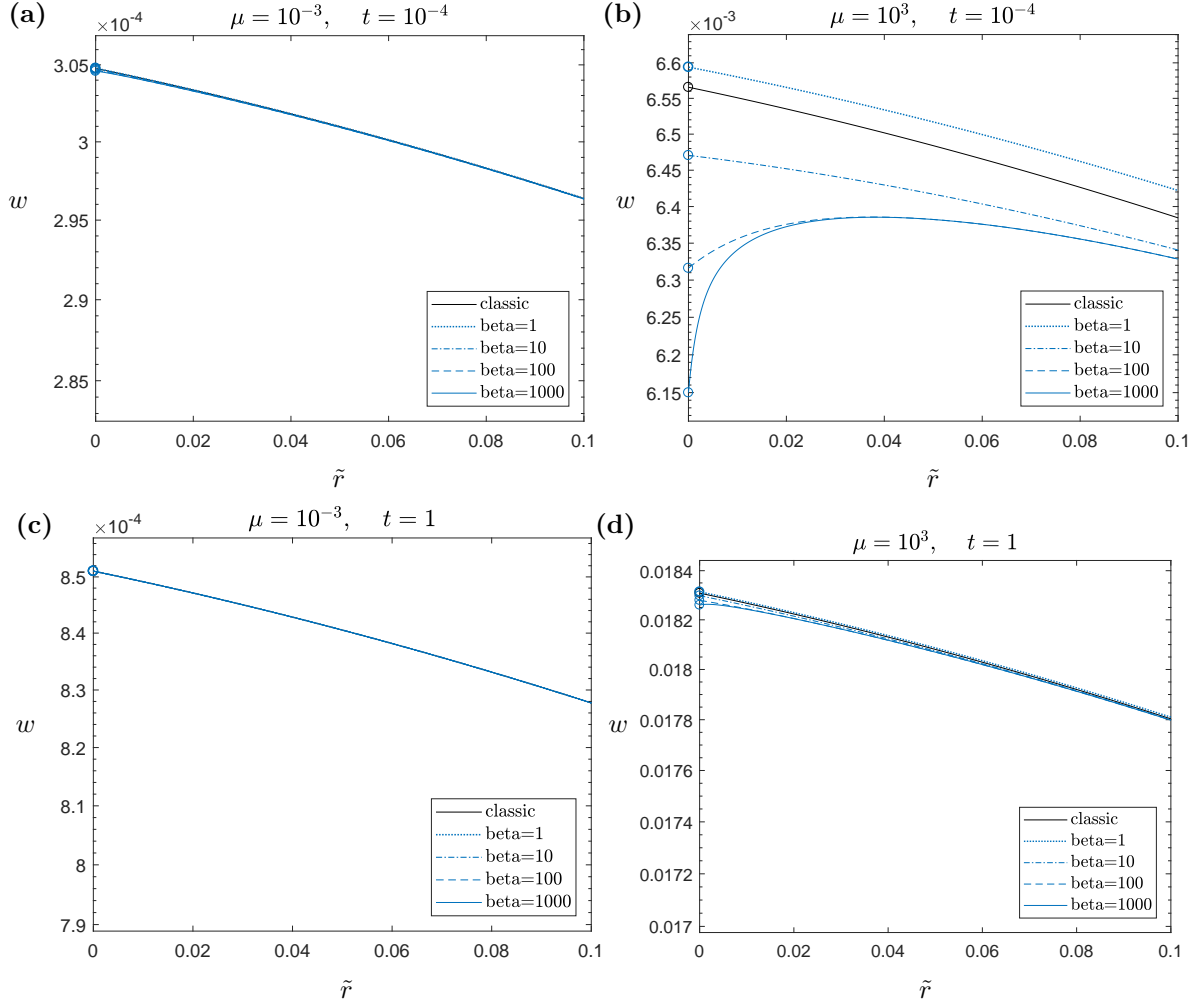 (a)
μ = 10⁻³, t = 10⁻⁴
×10⁻⁴
3.05
3
2.95
2.9
2.85
w
0 0.02 0.04 0.06 0.08 0.1
r̃
classic
beta=1
beta=10
beta=100
beta=1000
(b)
μ = 10³, t = 10⁻⁴
×10⁻³
6.6
6.55
6.5
6.45
6.4
6.35
6.3
6.25
6.2
6.15
w
0 0.02 0.04 0.06 0.08 0.1
r̃
classic
beta=1
beta=10
beta=100
beta=1000
(c)
μ = 10⁻³, t = 1
×10⁻⁴
8.5
8.4
8.3
8.2
8.1
8
7.9
w
0 0.02 0.04 0.06 0.08 0.1
r̃
classic
beta=1
beta=10
beta=100
beta=1000
(d)
μ = 10³, t = 1
0.0184
0.0182
0.018
0.0178
0.0176
0.0174
0.0172
0.017
w
0 0.02 0.04 0.06 0.08 0.1
r̃
classic
beta=1
beta=10
beta=100
beta=1000